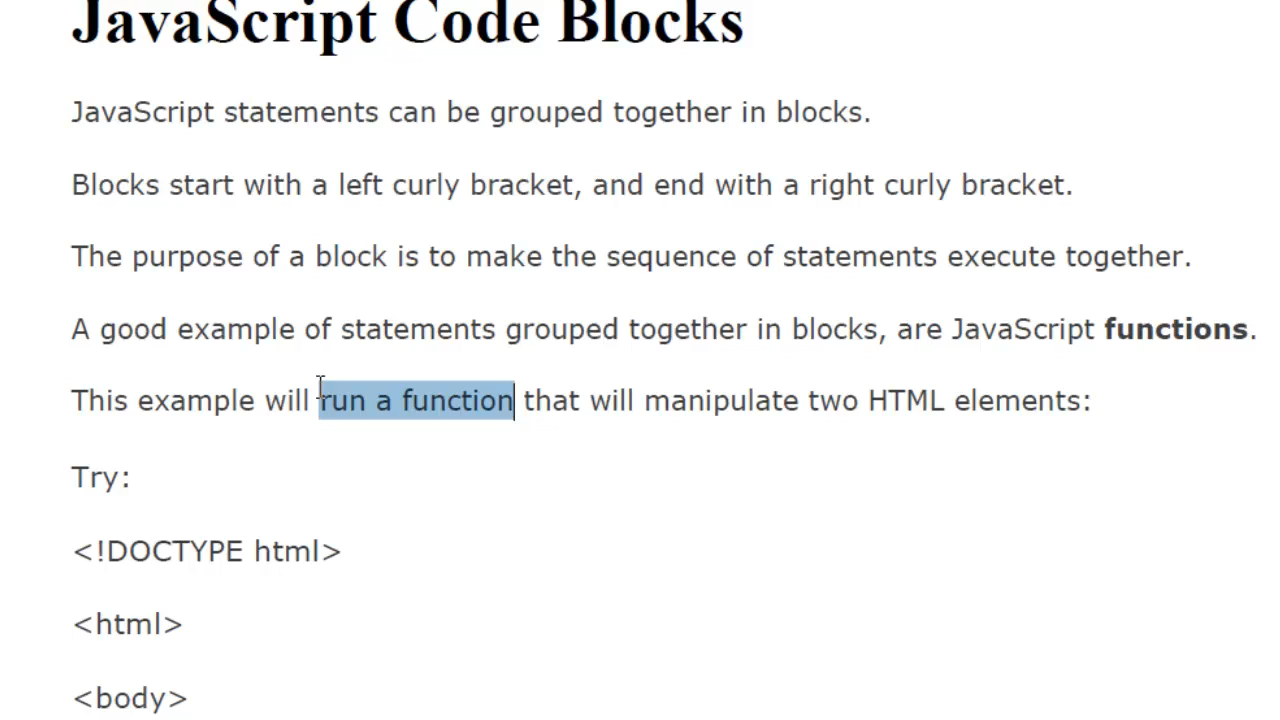 JavaScript Code Blocks
JavaScript statements can be grouped together in blocks.
Blocks start with a left curly bracket, and end with a right curly bracket.
The purpose of a block is to make the sequence of statements execute together.
A good example of statements grouped together in blocks, are JavaScript functions.
This example will run a function that will manipulate two HTML elements:
Try:
<!DOCTYPE html>
<html>
<body>